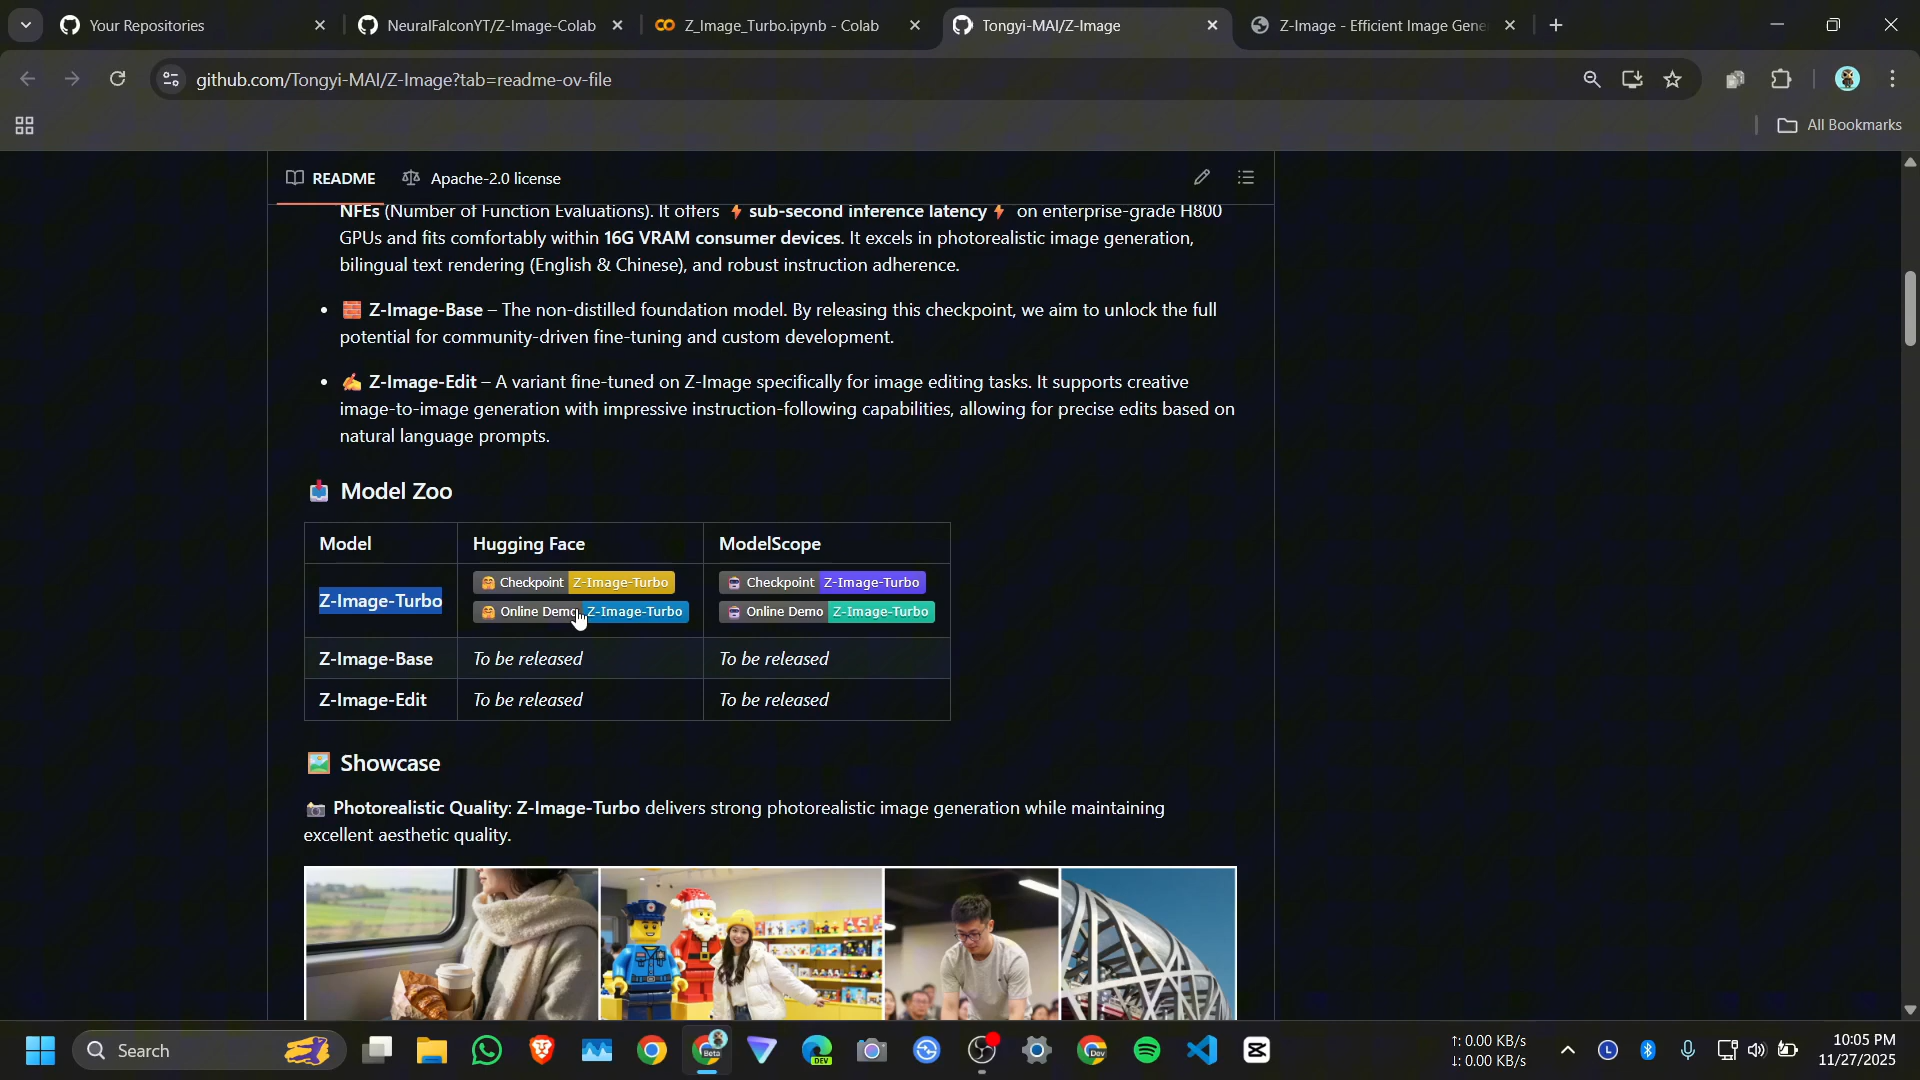 Your Repositories
NeuralFalconYT/Z-Image-Colab
Z_Image_Turbo.ipynb - Colab
Tongyi-MAI/Z-Image
Z-Image - Efficient Image Gene
github.com/Tongyi-MAI/Z-Image?tab=readme-ov-file
All Bookmarks
README
Apache-2.0 license
NFEs (Number of Function Evaluations). It offers ⚡ sub-second inference latency ⚡ on enterprise-grade H800
GPUs and fits comfortably within 16G VRAM consumer devices. It excels in photorealistic image generation,
bilingual text rendering (English & Chinese), and robust instruction adherence.
• 🧱 Z-Image-Base – The non-distilled foundation model. By releasing this checkpoint, we aim to unlock the full
potential for community-driven fine-tuning and custom development.
• ✍️ Z-Image-Edit – A variant fine-tuned on Z-Image specifically for image editing tasks. It supports creative
image-to-image generation with impressive instruction-following capabilities, allowing for precise edits based on
natural language prompts.
📥 Model Zoo
Model Hugging Face ModelScope
Z-Image-Turbo
🤗 Checkpoint Z-Image-Turbo
🤗 Online Demo Z-Image-Turbo
Checkpoint Z-Image-Turbo
Online Demo Z-Image-Turbo
Z-Image-Base To be released To be released
Z-Image-Edit To be released To be released
🖼️ Showcase
📸 Photorealistic Quality: Z-Image-Turbo delivers strong photorealistic image generation while maintaining
excellent aesthetic quality.
Search
Beta
DEV
Dev
↑: 0.00 KB/s
↓: 0.00 KB/s
10:05 PM
11/27/2025